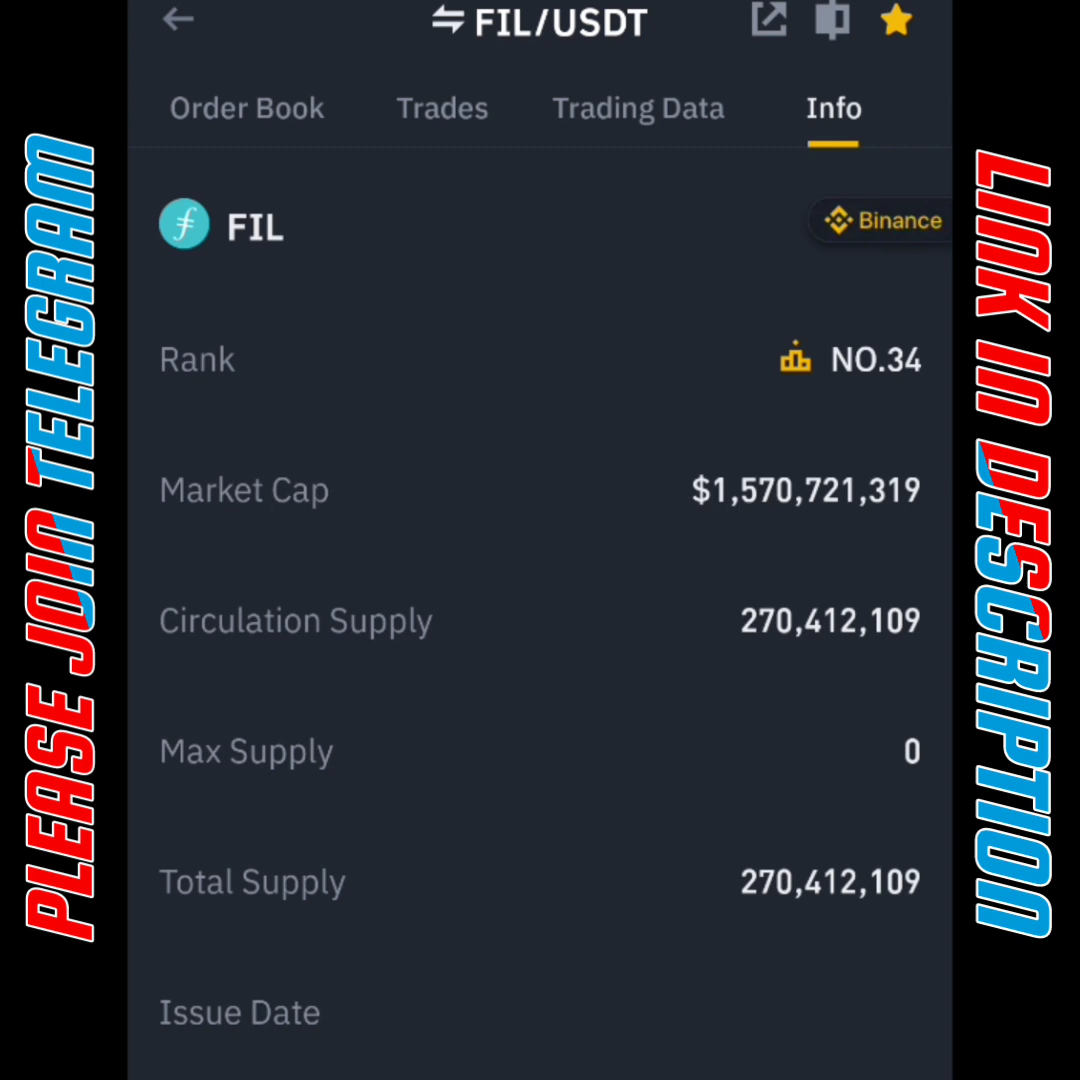 FIL/USDT
Order Book Trades Trading Data Info
FIL
Binance
Rank NO.34
Market Cap $1,570,721,319
Circulation Supply 270,412,109
Max Supply 0
Total Supply 270,412,109
Issue Date
PLEASE JOIN TELEGRAM
LINK IN DESCRIPTION